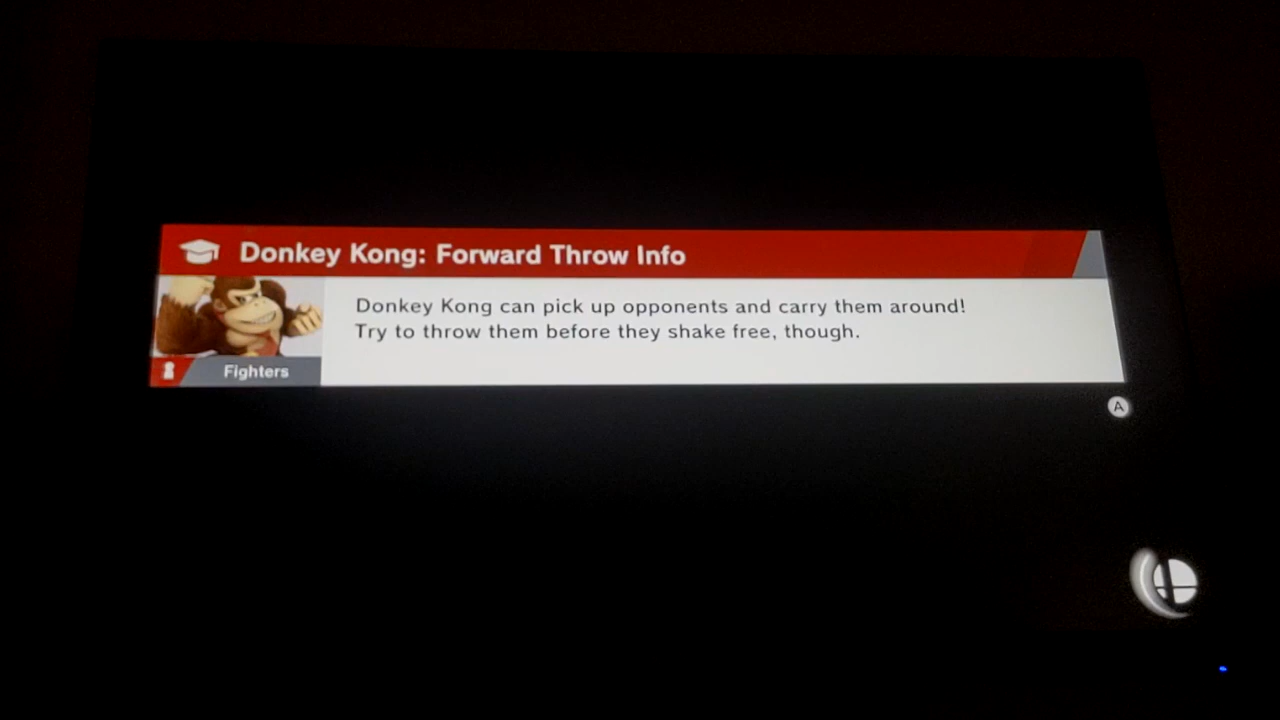 Donkey Kong: Forward Throw Info
Donkey Kong can pick up opponents and carry them around!
Try to throw them before they shake free, though.
Fighters
A